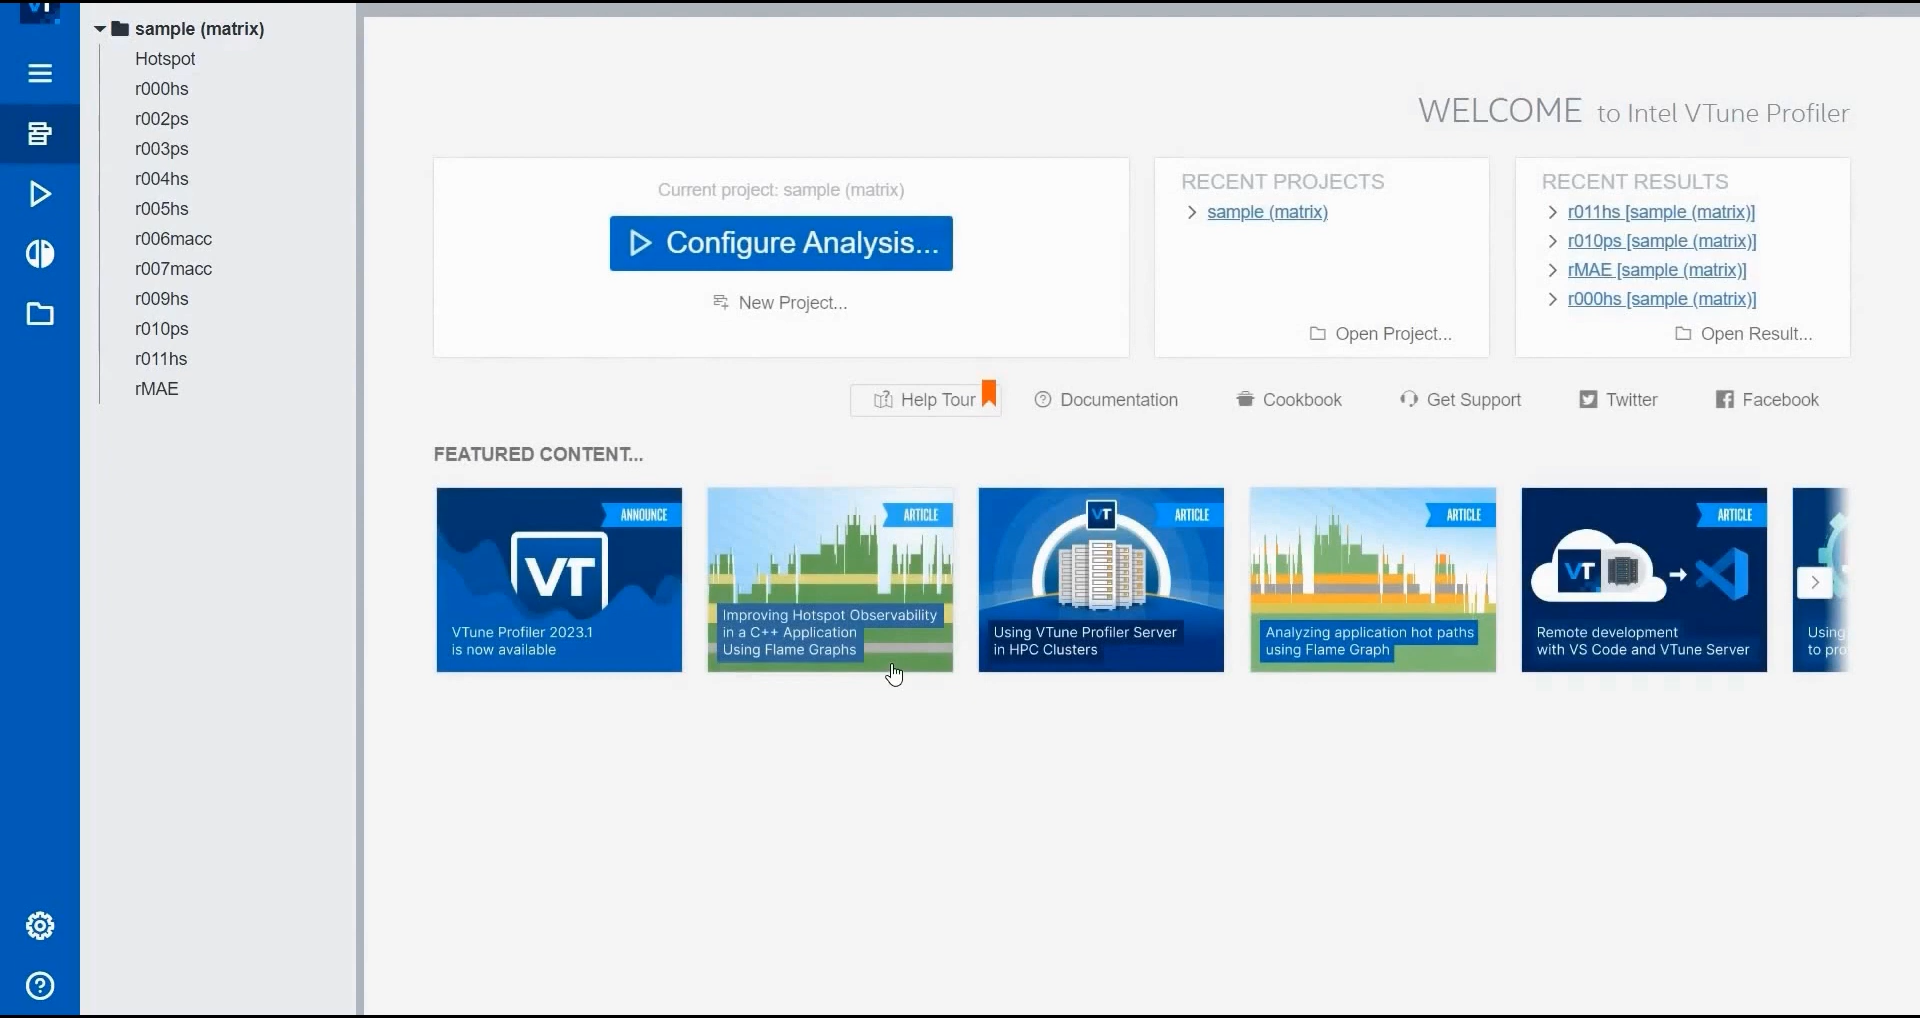 VT
sample (matrix)
Hotspot
r000hs
r002ps
r003ps
r004hs
r005hs
r006macc
r007macc
r009hs
r010ps
r011hs
rMAE
WELCOME to Intel VTune Profiler
Current project: sample (matrix)
Configure Analysis...
New Project...
RECENT PROJECTS
sample (matrix)
Open Project...
RECENT RESULTS
r011hs [sample (matrix)]
r010ps [sample (matrix)]
rMAE [sample (matrix)]
r000hs [sample (matrix)]
Open Result...
Help Tour
Documentation
Cookbook
Get Support
Twitter
Facebook
FEATURED CONTENT...
ANNOUNCE
VT
VTune Profiler 2023.1
is now available
ARTICLE
Improving Hotspot Observability
in a C++ Application
Using Flame Graphs
ARTICLE
VT
Using VTune Profiler Server
in HPC Clusters
ARTICLE
Analyzing application hot paths
using Flame Graph
ARTICLE
VT
Remote development
with VS Code and VTune Server
Using
to pro